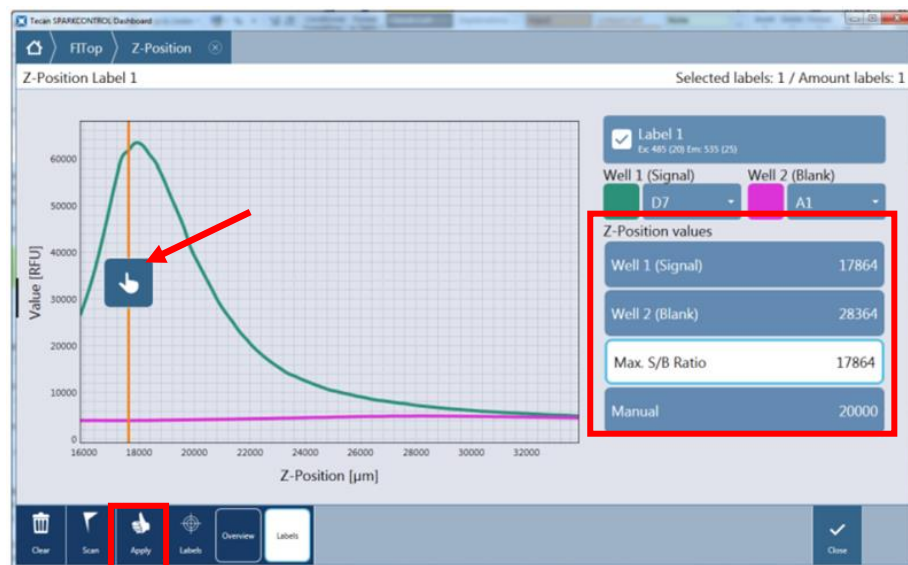 Tecan SPARKCONTROL Dashboard
FITop Z-Position
Z-Position Label 1
Selected labels: 1 / Amount labels: 1
Value [RFU]
60000
50000
40000
30000
20000
10000
0
16000 18000 20000 22000 24000 26000 28000 30000 32000
Z-Position [µm]
Label 1
Ex: 485 (20) Em: 535 (25)
Well 1 (Signal) Well 2 (Blank)
D7 A1
Z-Position values
Well 1 (Signal) 17864
Well 2 (Blank) 28364
Max. S/B Ratio 17864
Manual 20000
Clear Scan Apply Labels Overview Labels Close